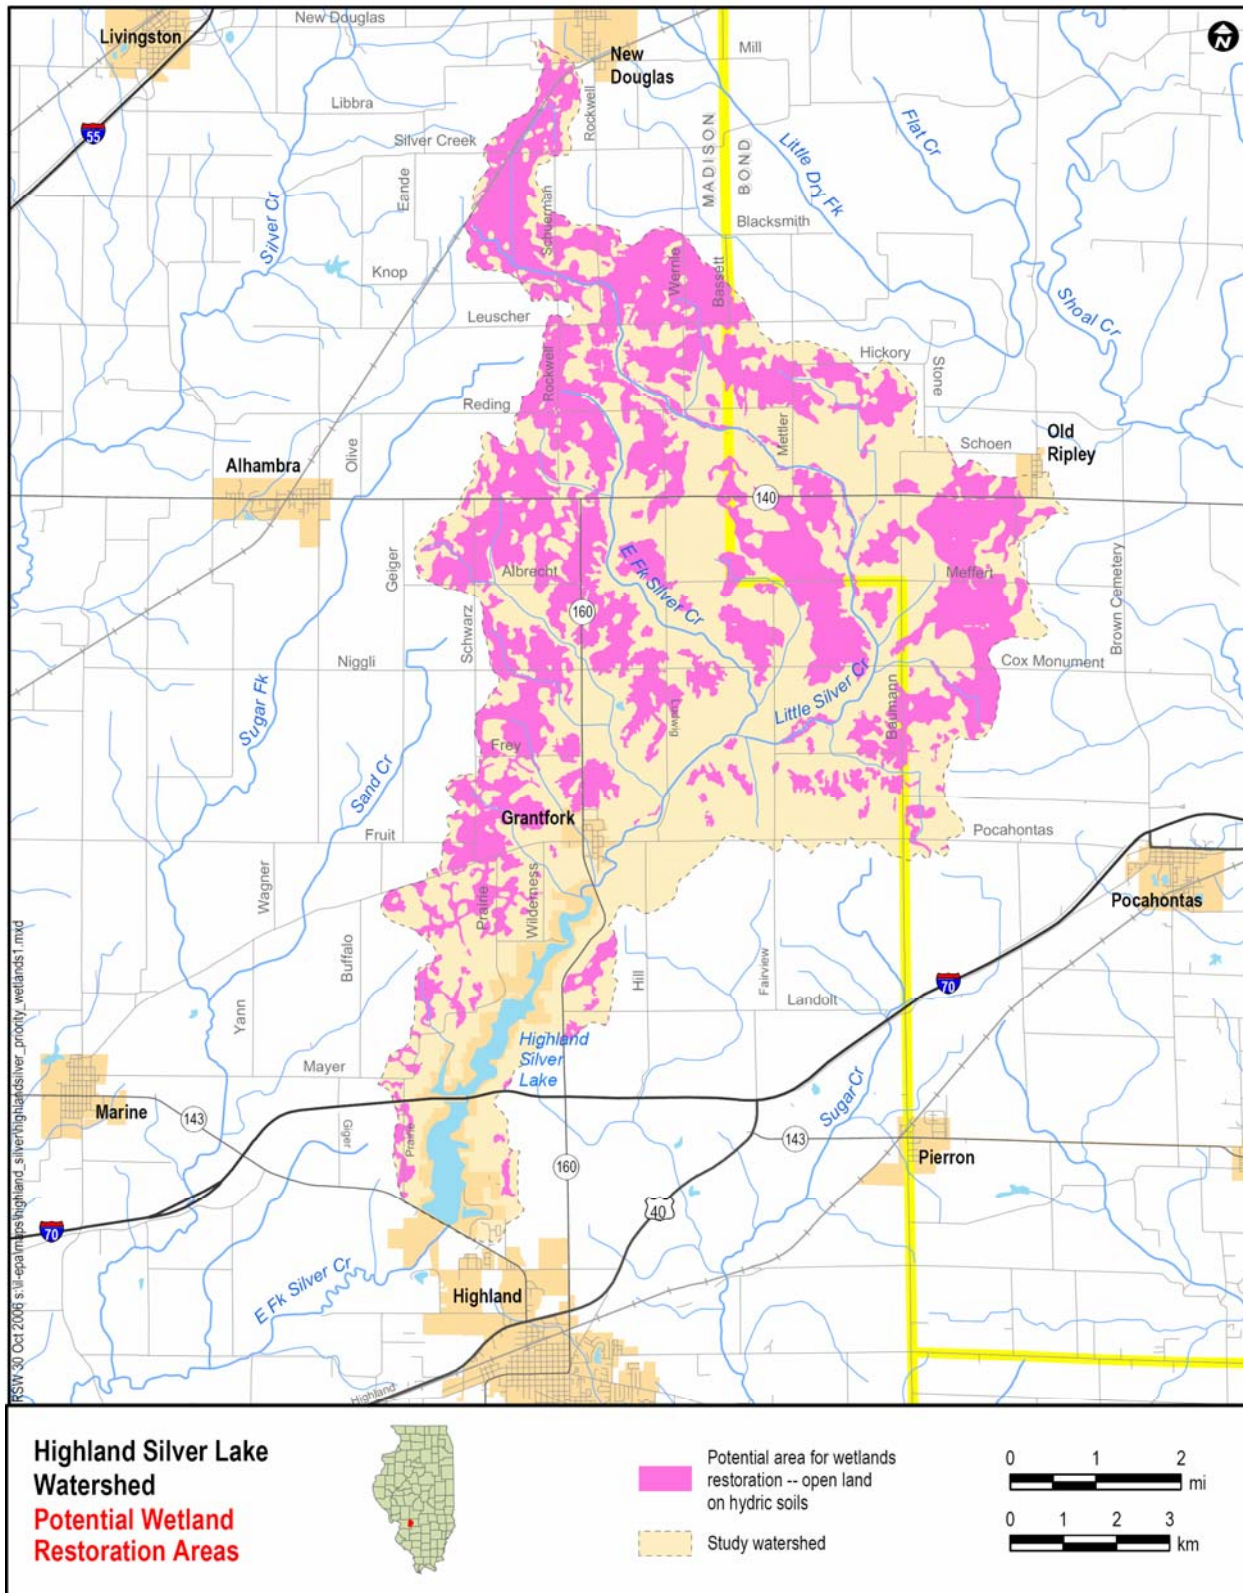 New Douglas
Livingston
New
Douglas
Mill
Libbra
Rockwell
55
Silver Creek
MADISON
BOND
Little Dry Fk
Flat Cr
Eande
Schuerman
Silver Cr
Blacksmith
Wernle
Bassett
Knop
Leuscher
Shoal Cr
Rockwell
Hickory
Stone
Reding
Mettler
Schoen
Old
Ripley
Olive
Alhambra
140
Geiger
Albrecht
E Fk Silver Cr
Meffert
Brown Cemetery
160
Schwarz
Niggli
Cox Monument
Sugar Fk
Ludwig
Little Silver Cr
Baumann
Frey
Sand Cr
Grantfork
Fruit
Pocahontas
Wagner
Prairie
Wilderness
Pocahontas
Buffalo
Hill
Fairview
70
Yann
Landolt
Highland
Silver
Lake
Mayer
Marine
143
Giger
Prairie
Sugar Cr
143
Pierron
160
40
70
E Fk Silver Cr
Highland
Highland
RSW 30 Oct 2006 s:\il-epa\maps\highland_silver\highlandsilver_priority_wetlands1.mxd
N
Highland Silver Lake
Watershed
Potential Wetland
Restoration Areas
Potential area for wetlands
restoration -- open land
on hydric soils
Study watershed
0 1 2
mi
0 1 2 3
km